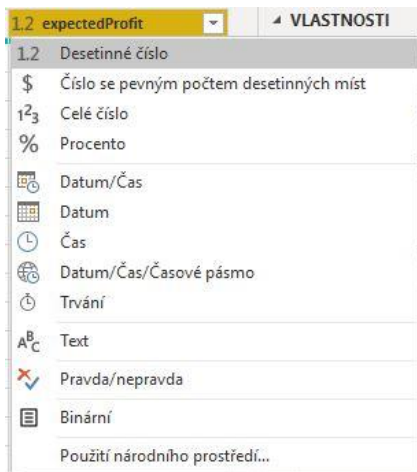 1.2 expectedProfit
VLASTNOSTI
1.2 Desetinné číslo
$ Číslo se pevným počtem desetinných míst
1²3 Celé číslo
% Procento
Datum/Čas
Datum
Čas
Datum/Čas/Časové pásmo
Trvání
ABC Text
Pravda/nepravda
Binární
Použití národního prostředí...